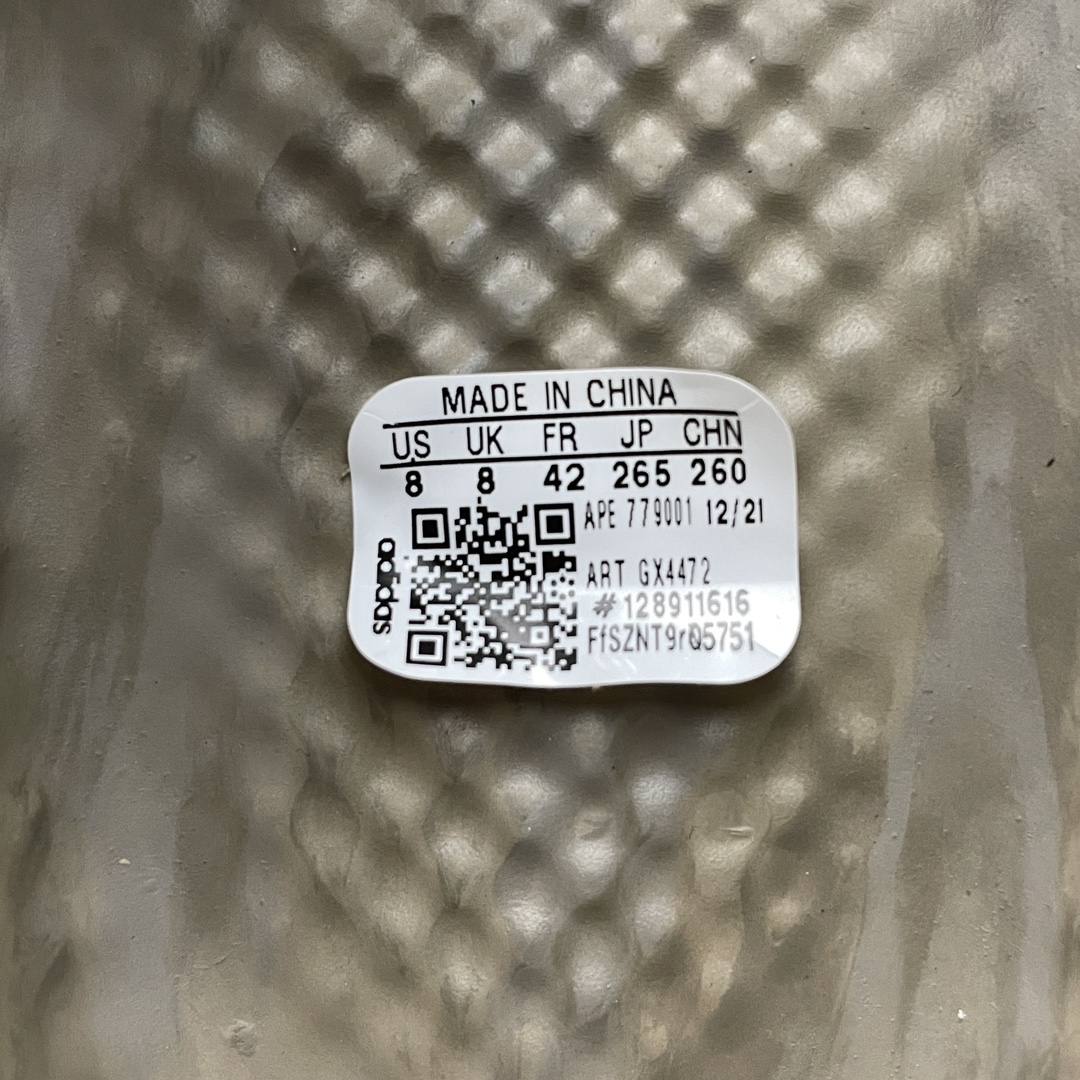 MADE IN CHINA
US UK FR JP CHN
8 8 42 265 260
APE 779001 12/21
ART GX4472
# 128911616
FfSZNT9rQ5751
adidas